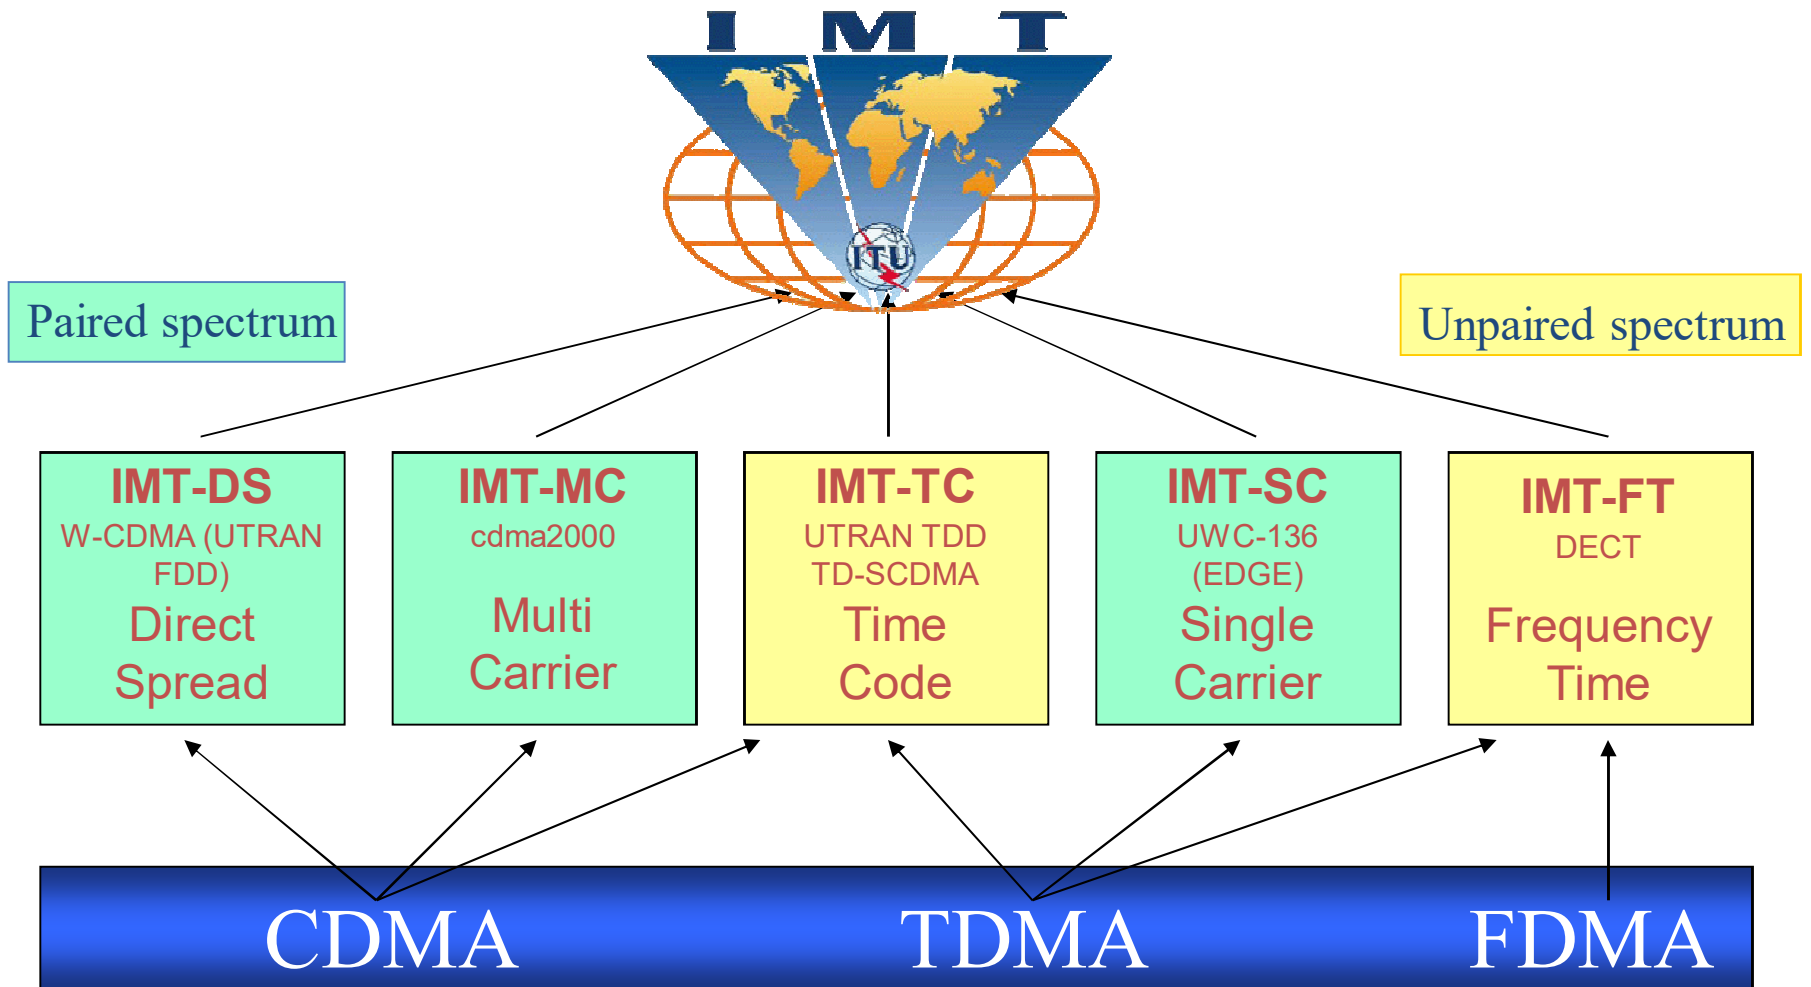 I M T
ITU
Paired spectrum
Unpaired spectrum
IMT-DS
W-CDMA (UTRAN
FDD)
Direct
Spread
IMT-MC
cdma2000
Multi
Carrier
IMT-TC
UTRAN TDD
TD-SCDMA
Time
Code
IMT-SC
UWC-136
(EDGE)
Single
Carrier
IMT-FT
DECT
Frequency
Time
CDMA
TDMA
FDMA